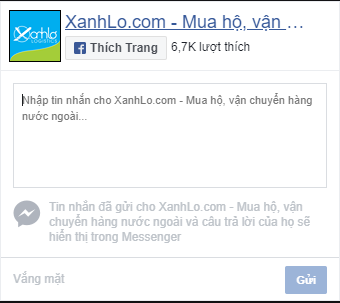 Xanhlo
LOGISTICS
XanhLo.com - Mua hộ, vận …
Thích Trang
6,7K lượt thích
Nhập tin nhắn cho XanhLo.com - Mua hộ, vận chuyển hàng
nước ngoài...
Tin nhắn đã gửi cho XanhLo.com - Mua hộ, vận
chuyển hàng nước ngoài và câu trả lời của họ sẽ
hiển thị trong Messenger
Vắng mặt
Gửi